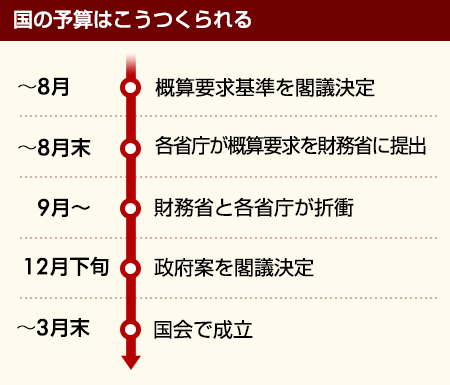 国の予算はこうつくられる
～8月 概算要求基準を閣議決定
～8月末 各省庁が概算要求を財務省に提出
9月～ 財務省と各省庁が折衝
12月下旬 政府案を閣議決定
～3月末 国会で成立